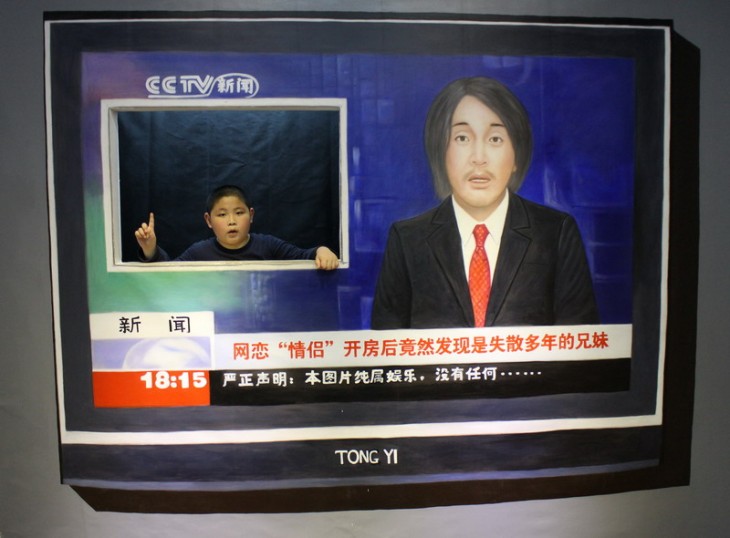 CCTV新闻
新 闻
网恋“情侣”开房后竟然发现是失散多年的兄妹
18:15
严正声明：本图片纯属娱乐，没有任何······
TONG YI